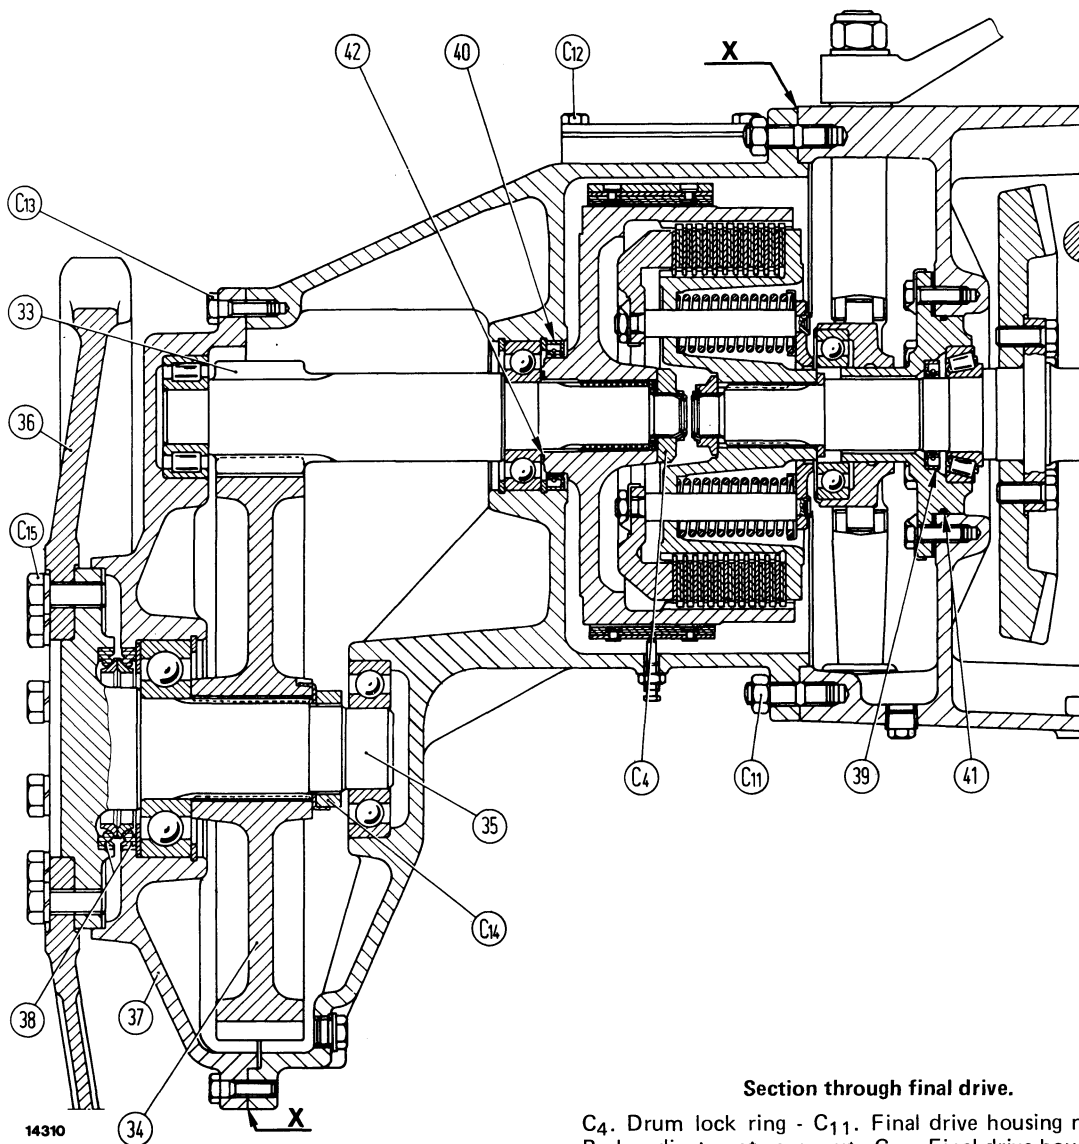 42
40
C12
X
C13
33
36
C15
C4
C11
39
41
35
C14
38
37
34
X
14310
Section through final drive.
C4. Drum lock ring - C11. Final drive housing